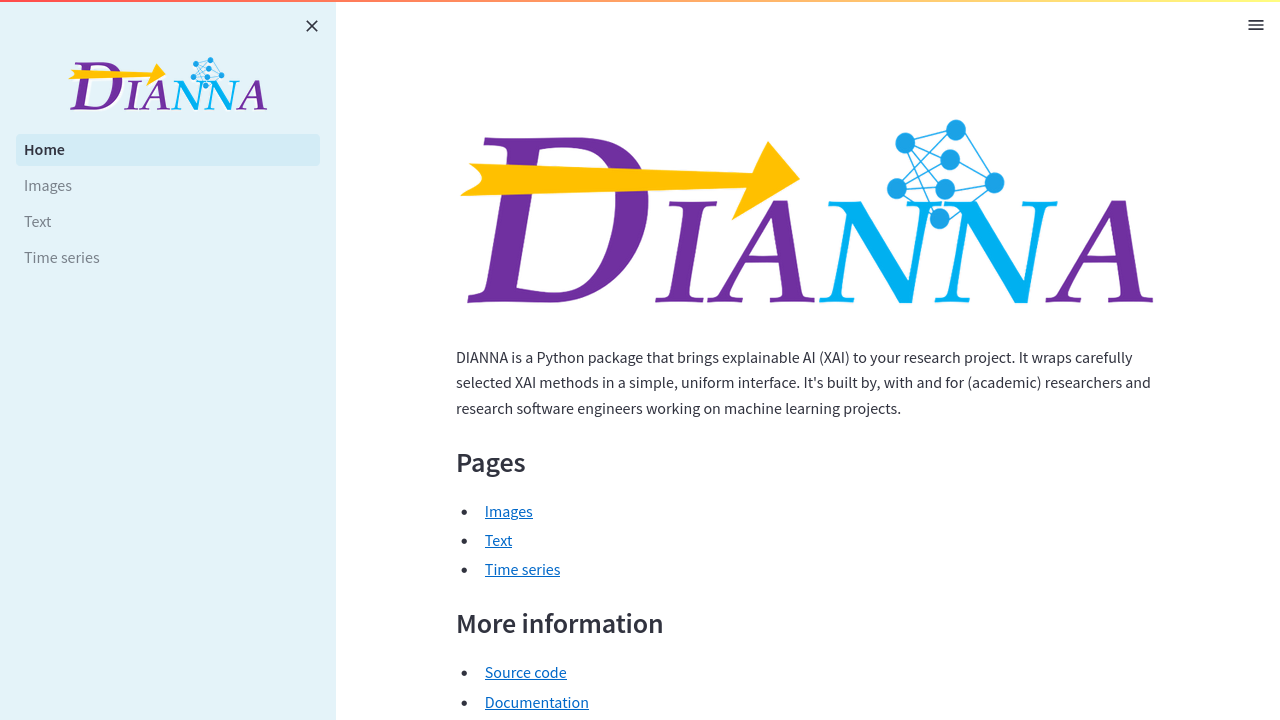 DIANNA
Home
Images
Text
Time series
DIANNA
DIANNA is a Python package that brings explainable AI (XAI) to your research project. It wraps carefully
selected XAI methods in a simple, uniform interface. It's built by, with and for (academic) researchers and
research software engineers working on machine learning projects.
Pages
• Images
• Text
• Time series
More information
• Source code
• Documentation